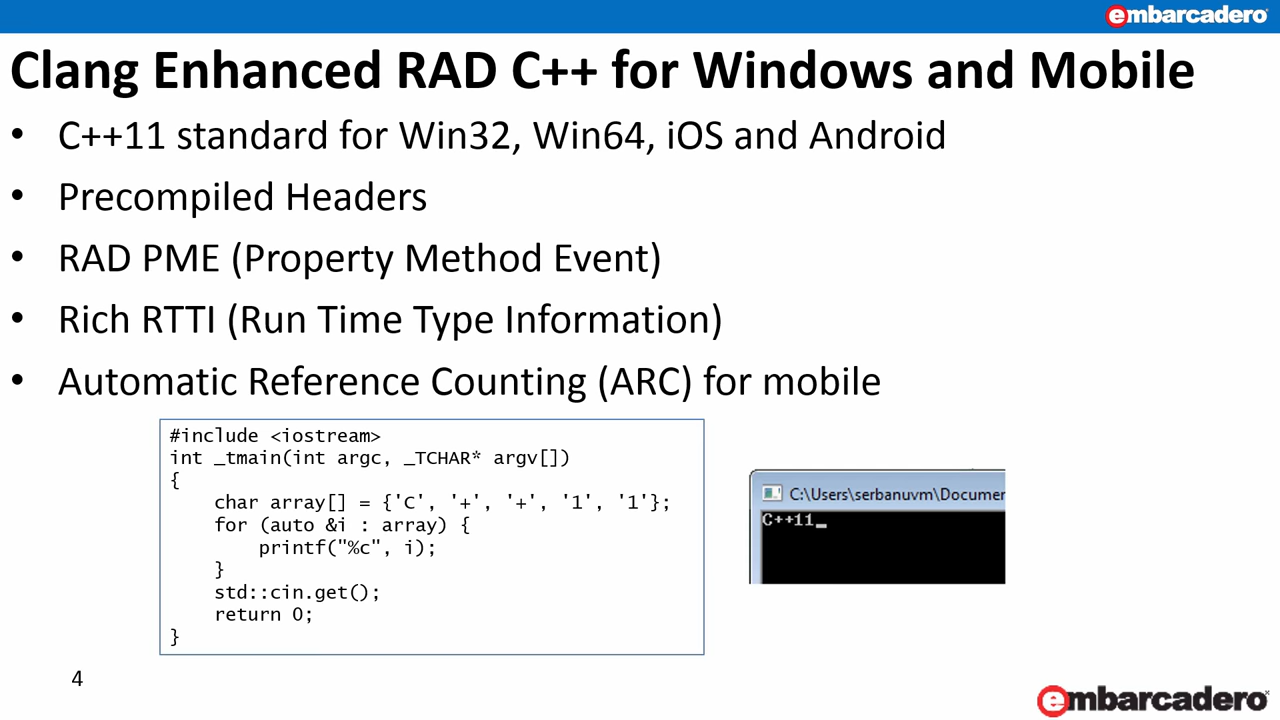 embarcadero
Clang Enhanced RAD C++ for Windows and Mobile
• C++11 standard for Win32, Win64, iOS and Android
• Precompiled Headers
• RAD PME (Property Method Event)
• Rich RTTI (Run Time Type Information)
• Automatic Reference Counting (ARC) for mobile
#include <iostream>
int _tmain(int argc, _TCHAR* argv[])
{
    char array[] = {'C', '+', '+', '1', '1'};
    for (auto &i : array) {
        printf("%c", i);
    }
    std::cin.get();
    return 0;
}
C:\Users\serbanuvm\Documen
C++11_
4
embarcadero